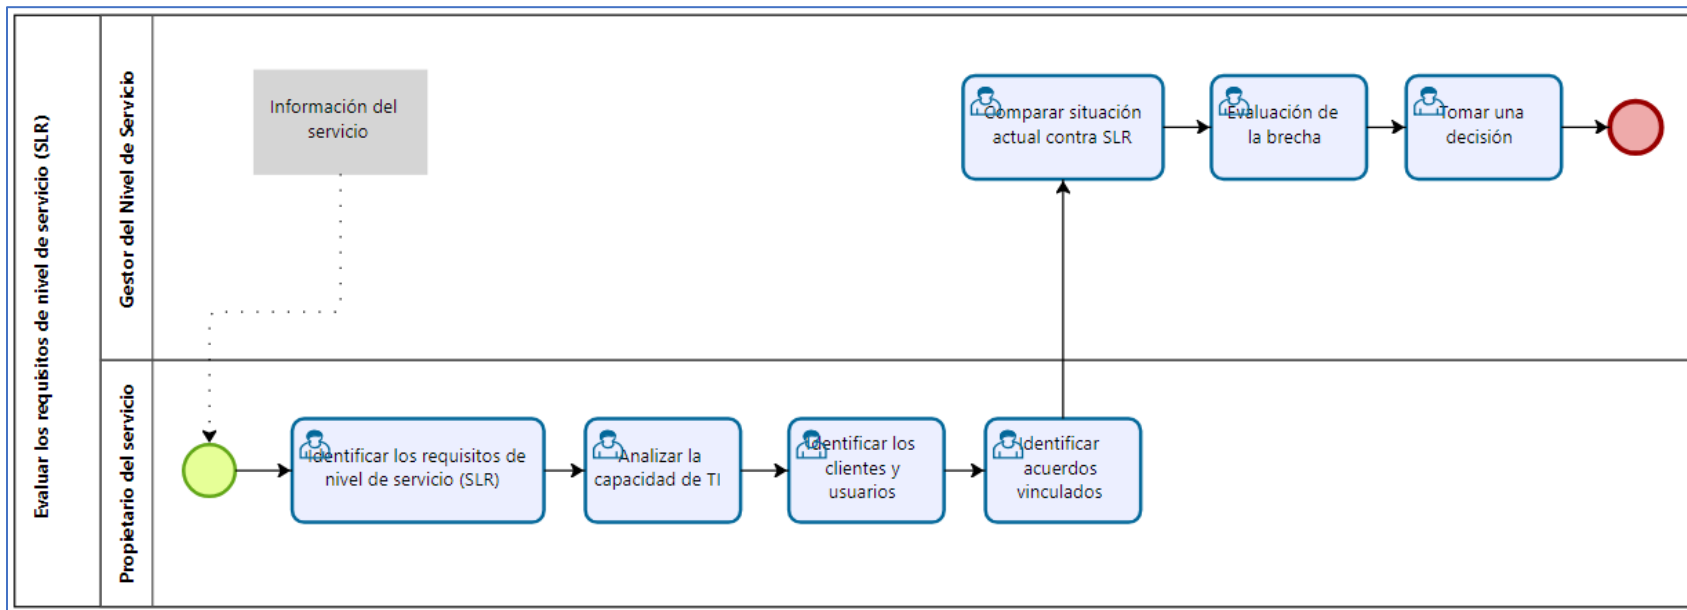 Evaluar los requisitos de nivel de servicio (SLR)
Gestor del Nivel de Servicio
Información del
servicio
Comparar situación
actual contra SLR
Evaluación de
la brecha
Tomar una
decisión
Propietario del servicio
Identificar los requisitos de
nivel de servicio (SLR)
Analizar la
capacidad de TI
Identificar los
clientes y
usuarios
Identificar
acuerdos
vinculados